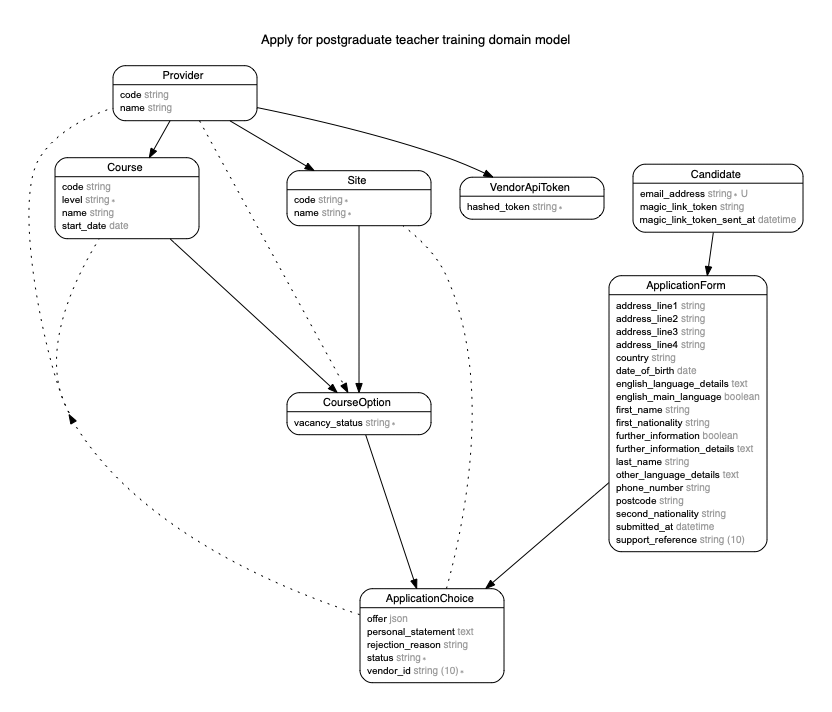 Apply for postgraduate teacher training domain model
Provider
code string
name string
Course
code string
level string ∗
name string
start_date date
Site
code string ∗
name string ∗
VendorApiToken
hashed_token string ∗
Candidate
email_address string ∗ U
magic_link_token string
magic_link_token_sent_at datetime
ApplicationForm
address_line1 string
address_line2 string
address_line3 string
address_line4 string
country string
date_of_birth date
english_language_details text
english_main_language boolean
first_name string
first_nationality string
further_information boolean
further_information_details text
last_name string
other_language_details text
phone_number string
postcode string
second_nationality string
submitted_at datetime
support_reference string (10)
CourseOption
vacancy_status string ∗
ApplicationChoice
offer json
personal_statement text
rejection_reason string
status string ∗
vendor_id string (10) ∗